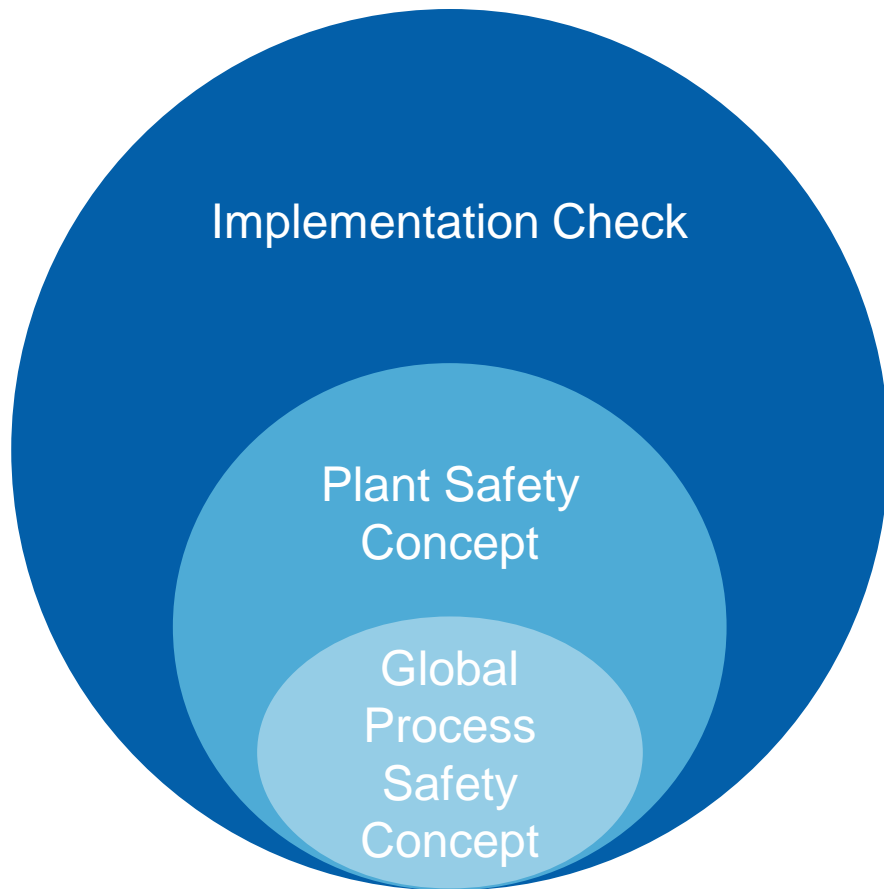 Implementation Check
Plant Safety
Concept
Global
Process
Safety
Concept